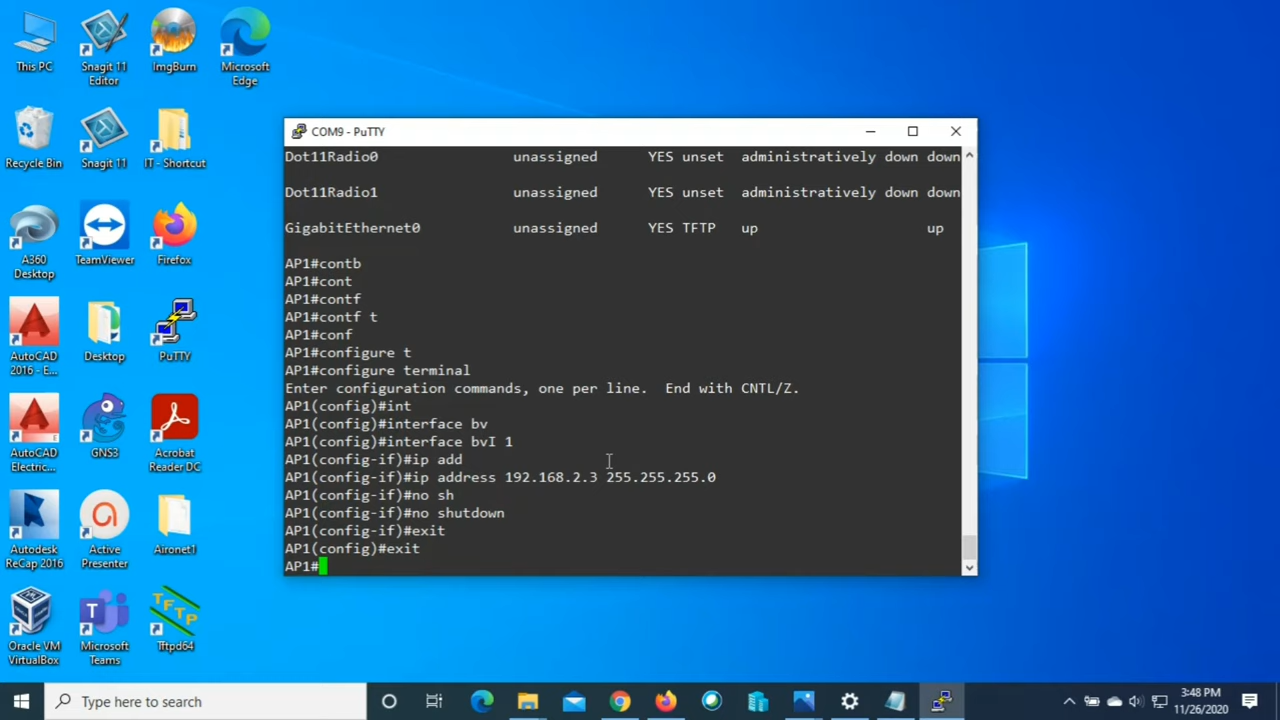 This PC
Snagit 11
Editor
ImgBurn
Microsoft
Edge
Recycle Bin
Snagit 11
IT - Shortcut
A360
Desktop
TeamViewer
Firefox
AutoCAD
2016 - E...
Desktop
PuTTY
AutoCAD
Electric...
GNS3
Acrobat
Reader DC
Autodesk
ReCap 2016
Active
Presenter
Aironet1
Oracle VM
VirtualBox
Microsoft
Teams
Tftpd64
COM9 - PuTTY
Dot11Radio0 unassigned YES unset administratively down down
Dot11Radio1 unassigned YES unset administratively down down
GigabitEthernet0 unassigned YES TFTP up up
AP1#contb
AP1#cont
AP1#contf
AP1#contf t
AP1#conf
AP1#configure t
AP1#configure terminal
Enter configuration commands, one per line. End with CNTL/Z.
AP1(config)#int
AP1(config)#interface bv
AP1(config)#interface bvI 1
AP1(config-if)#ip add
AP1(config-if)#ip address 192.168.2.3 255.255.255.0
AP1(config-if)#no sh
AP1(config-if)#no shutdown
AP1(config-if)#exit
AP1(config)#exit
AP1#
Type here to search
3:48 PM
11/26/2020